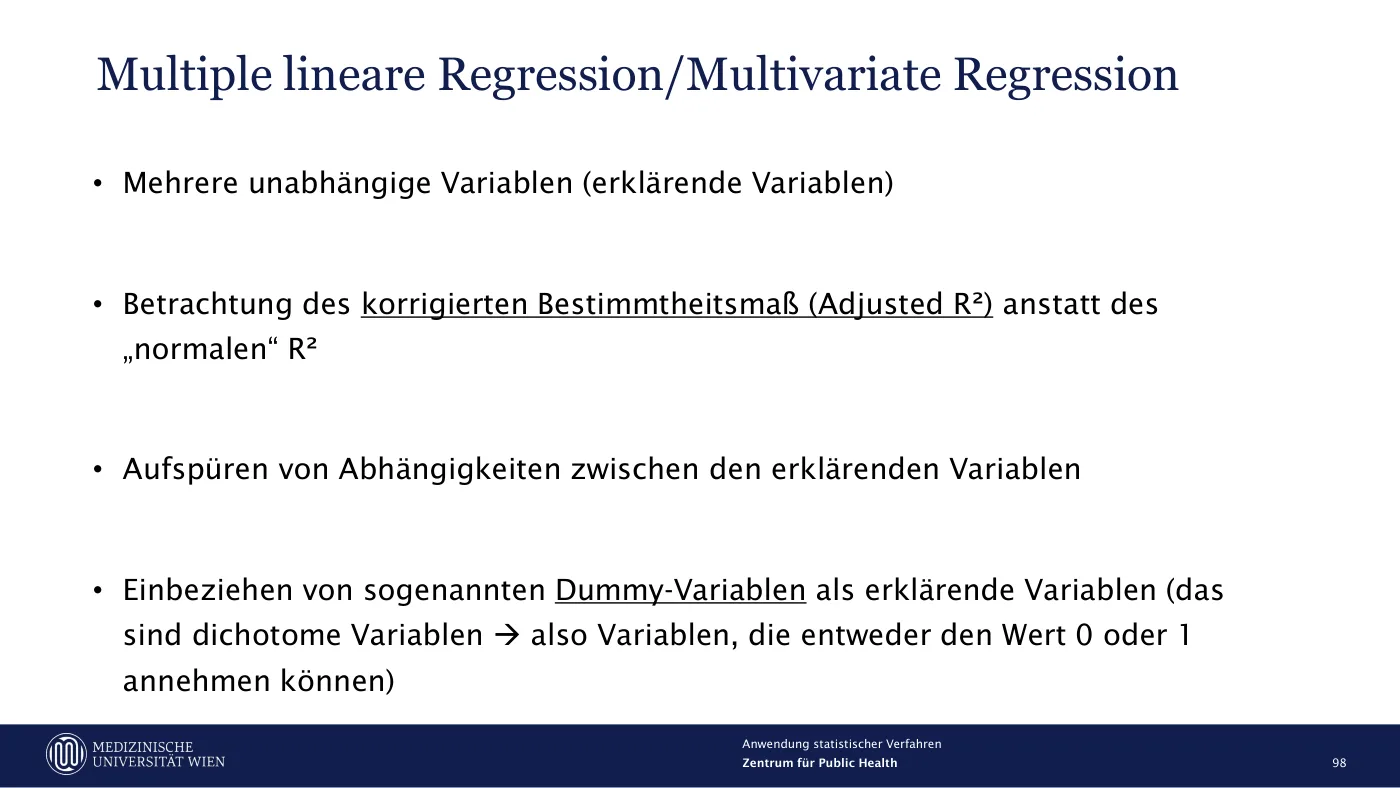 Multiple lineare Regression/Multivariate Regression
• Mehrere unabhängige Variablen (erklärende Variablen)
• Betrachtung des korrigierten Bestimmtheitsmaß (Adjusted R²) anstatt des
„normalen“ R²
• Aufspüren von Abhängigkeiten zwischen den erklärenden Variablen
• Einbeziehen von sogenannten Dummy-Variablen als erklärende Variablen (das
sind dichotome Variablen → also Variablen, die entweder den Wert 0 oder 1
annehmen können)
MEDIZINISCHE
UNIVERSITÄT WIEN
Anwendung statistischer Verfahren
Zentrum für Public Health
98